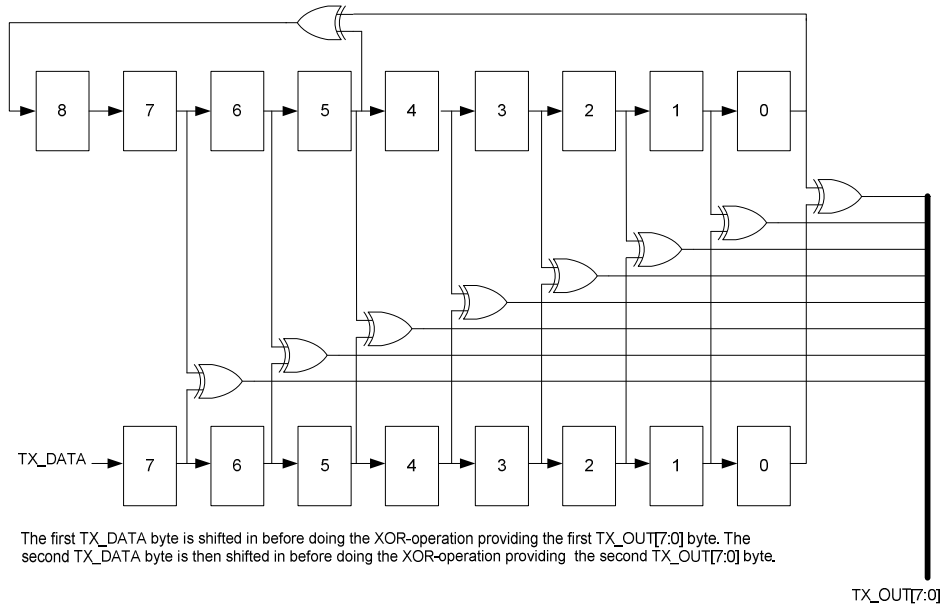 8 7 6 5 4 3 2 1 0
TX_DATA 7 6 5 4 3 2 1 0
The first TX_DATA byte is shifted in before doing the XOR-operation providing the first TX_OUT[7:0] byte. The
second TX_DATA byte is then shifted in before doing the XOR-operation providing the second TX_OUT[7:0] byte.
TX_OUT[7:0]